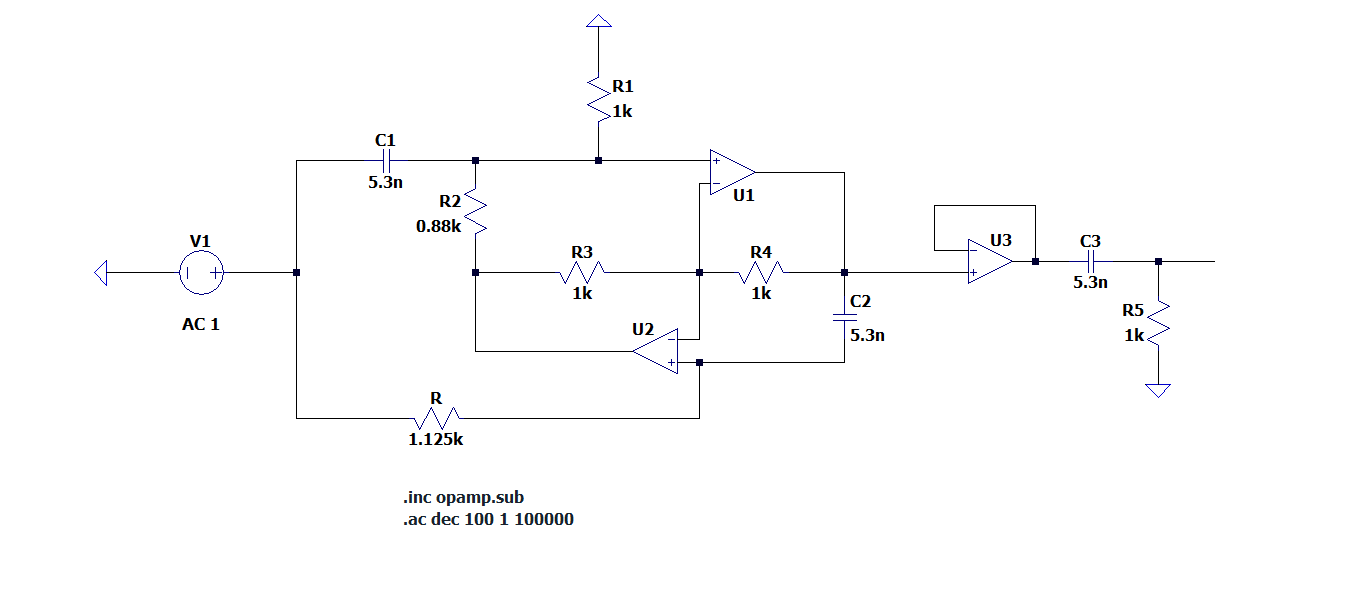 R1
1k
C1
5.3n
R2
0.88k
U1
V1
AC 1
R3
1k
R4
1k
U2
C2
5.3n
U3
C3
5.3n
R5
1k
R
1.125k
.inc opamp.sub
.ac dec 100 1 100000